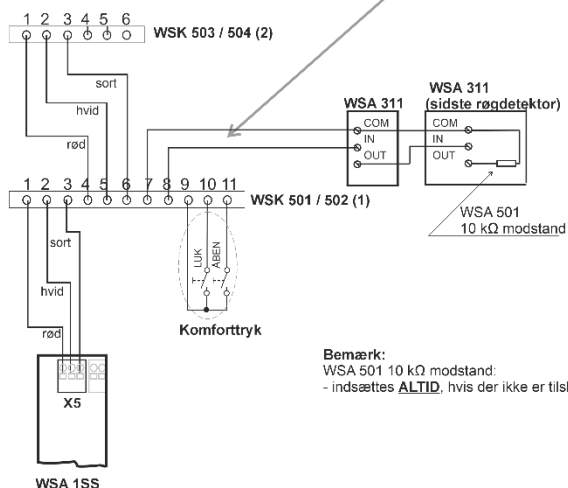 1 2 3 4 5 6
WSK 503 / 504 (2)
sort
hvid
rød
WSA 311
WSA 311
(sidste røgdetektor)
COM
IN
OUT
COM
IN
OUT
1 2 3 4 5 6 7 8 9 10 11
WSK 501 / 502 (1)
WSA 501
10 kΩ modstand
sort
hvid
rød
LUK
ÅBEN
Komforttryk
X5
WSA 1SS
Bemærk:
WSA 501 10 kΩ modstand:
- indsættes ALTID, hvis der ikke er